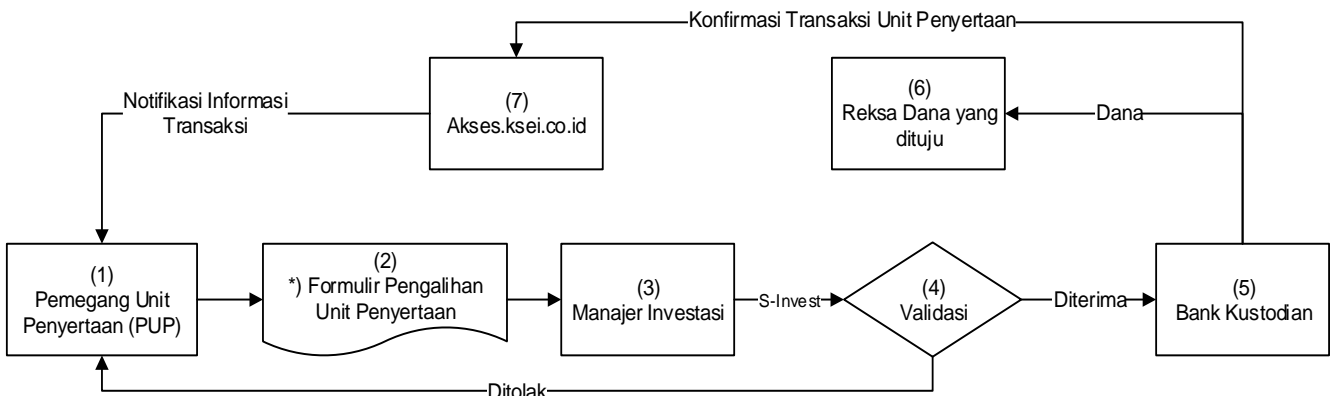 Konfirmasi Transaksi Unit Penyertaan
Notifikasi Informasi
Transaksi
(7)
Akses.ksei.co.id
(6)
Reksa Dana yang
dituju
Dana
(1)
Pemegang Unit
Penyertaan (PUP)
(2)
*) Formulir Pengalihan
Unit Penyertaan
(3)
Manajer Investasi
S-Invest
(4)
Validasi
Diterima
(5)
Bank Kustodian
Ditolak